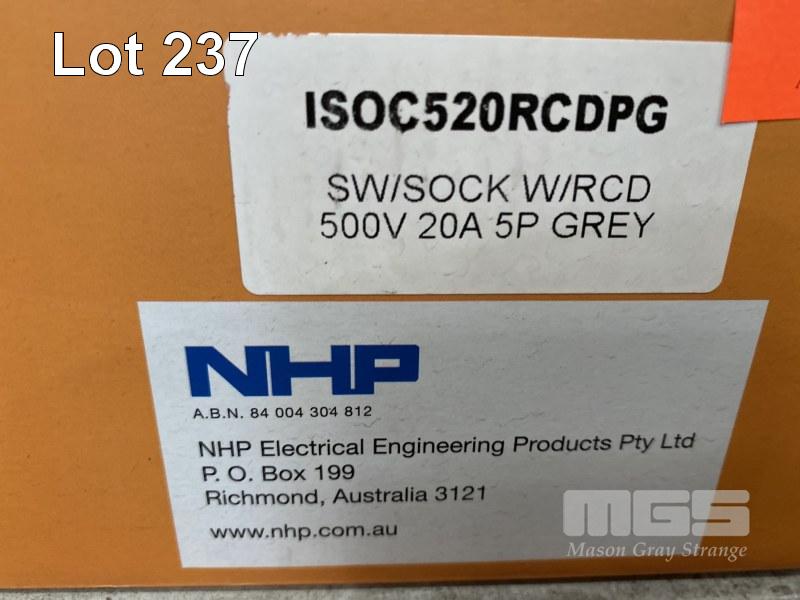 Lot 237
ISOC520RCDPG
SW/SOCK W/RCD
500V 20A 5P GREY
NHP
A.B.N. 84 004 304 812
NHP Electrical Engineering Products Pty Ltd
P. O. Box 199
Richmond, Australia 3121
www.nhp.com.au
MGS
Mason Gray Strange